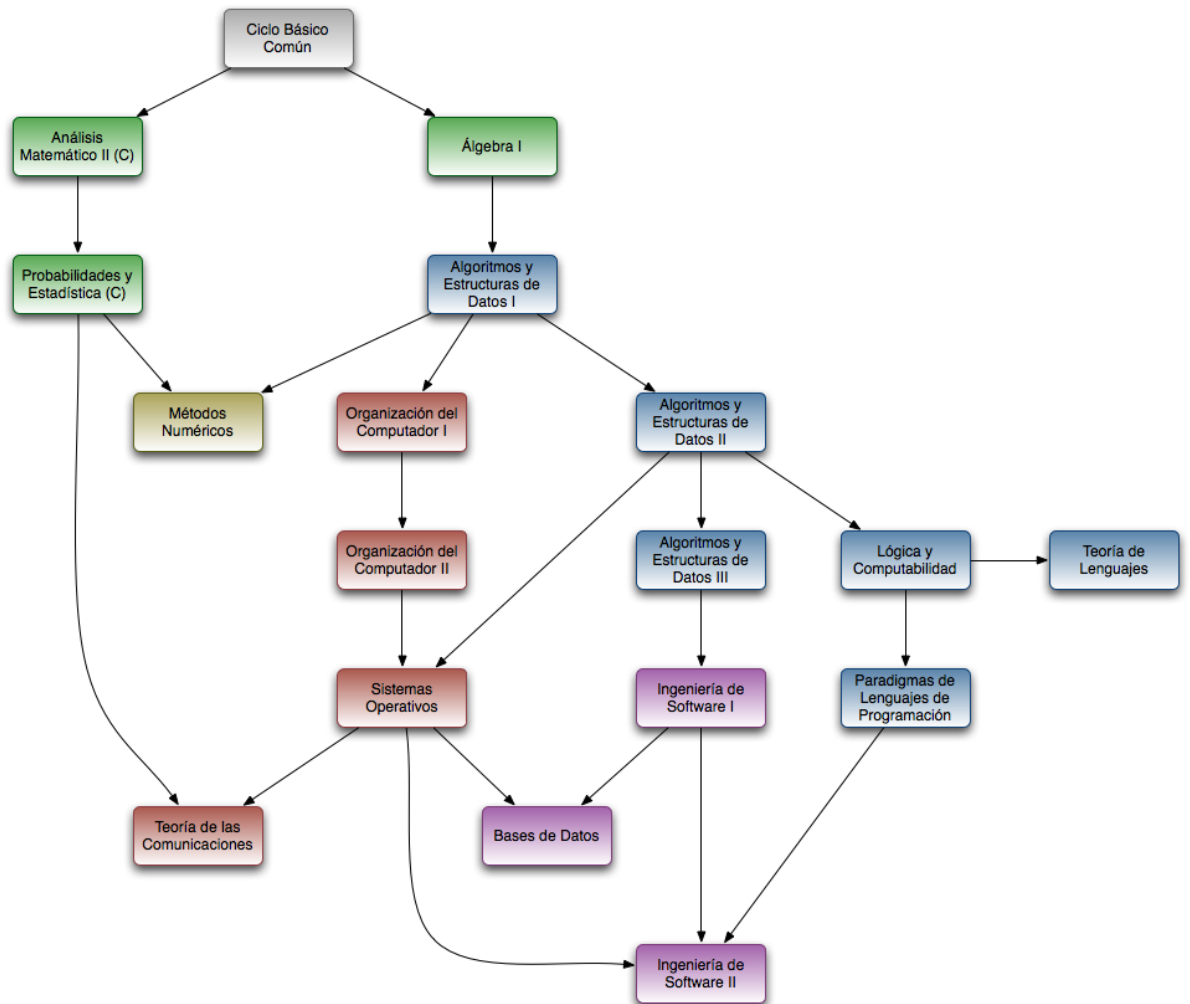 Ciclo Básico
Común
Análisis
Matemático II (C)
Álgebra I
Probabilidades y
Estadística (C)
Algoritmos y
Estructuras de
Datos I
Métodos
Numéricos
Organización del
Computador I
Algoritmos y
Estructuras de
Datos II
Organización del
Computador II
Algoritmos y
Estructuras de
Datos III
Lógica y
Computabilidad
Teoría de
Lenguajes
Sistemas
Operativos
Ingeniería de
Software I
Paradigmas de
Lenguajes de
Programación
Teoría de las
Comunicaciones
Bases de Datos
Ingeniería de
Software II